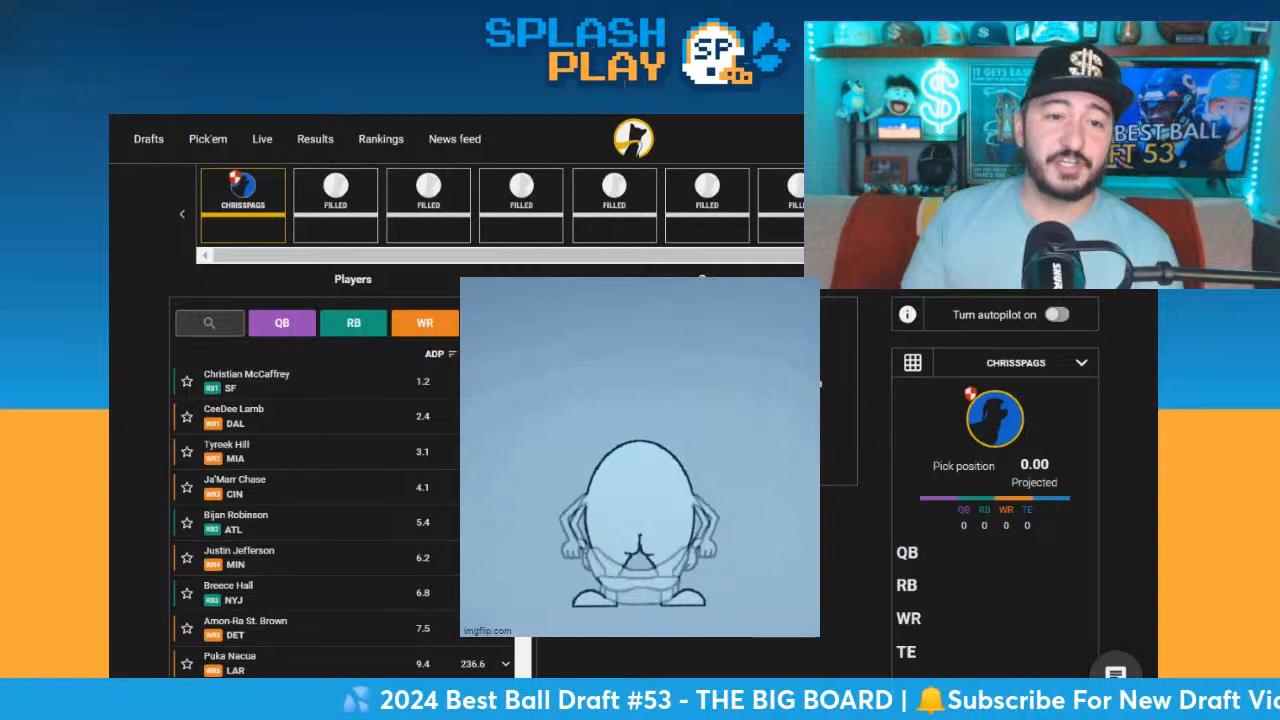 SPLASH
PLAY
SP
IT GETS
BEST BALL
FT 53
SHURE
Drafts Pick'em Live Results Rankings News feed
CHRISSPAGS FILLED FILLED FILLED FILLED FILLED FILLED
Players
QB RB WR
Turn autopilot on
ADP
CHRISSPAGS
Christian McCaffrey
RB1 SF 1.2
CeeDee Lamb
WR1 DAL 2.4
Tyreek Hill
WR2 MIA 3.1
Ja'Marr Chase
WR3 CIN 4.1
Bijan Robinson
RB2 ATL 5.4
Justin Jefferson
WR4 MIN 6.2
Breece Hall
RB3 NYJ 6.8
Amon-Ra St. Brown
WR5 DET 7.5
Puka Nacua
WR6 LAR 9.4 236.6
Pick position 0.00
Projected
QB RB WR TE
0 0 0 0
QB
RB
WR
TE
imgflip.com
💦 2024 Best Ball Draft #53 - THE BIG BOARD | 🔔Subscribe For New Draft Vi